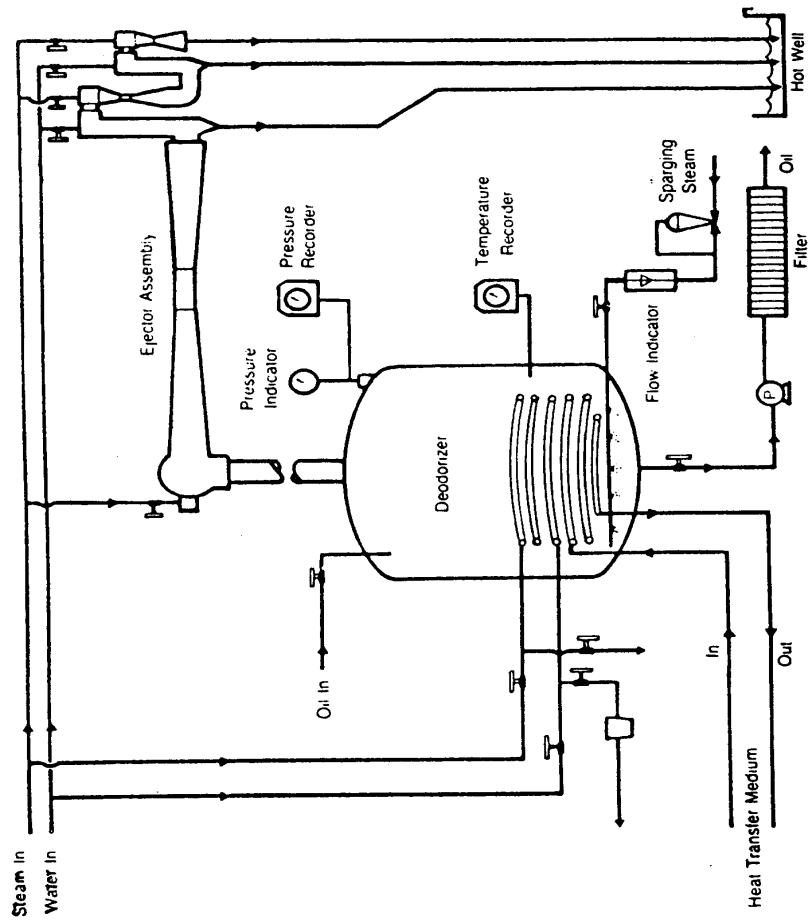 Steam In
Water In
Ejector Assembly
Pressure
Indicator
Pressure
Recorder
Oil In
Deodorizer
Temperature
Recorder
Flow Indicator
Sparging
Steam
In
Out
Heat Transfer Medium
P
Filter
Oil
Hot Well